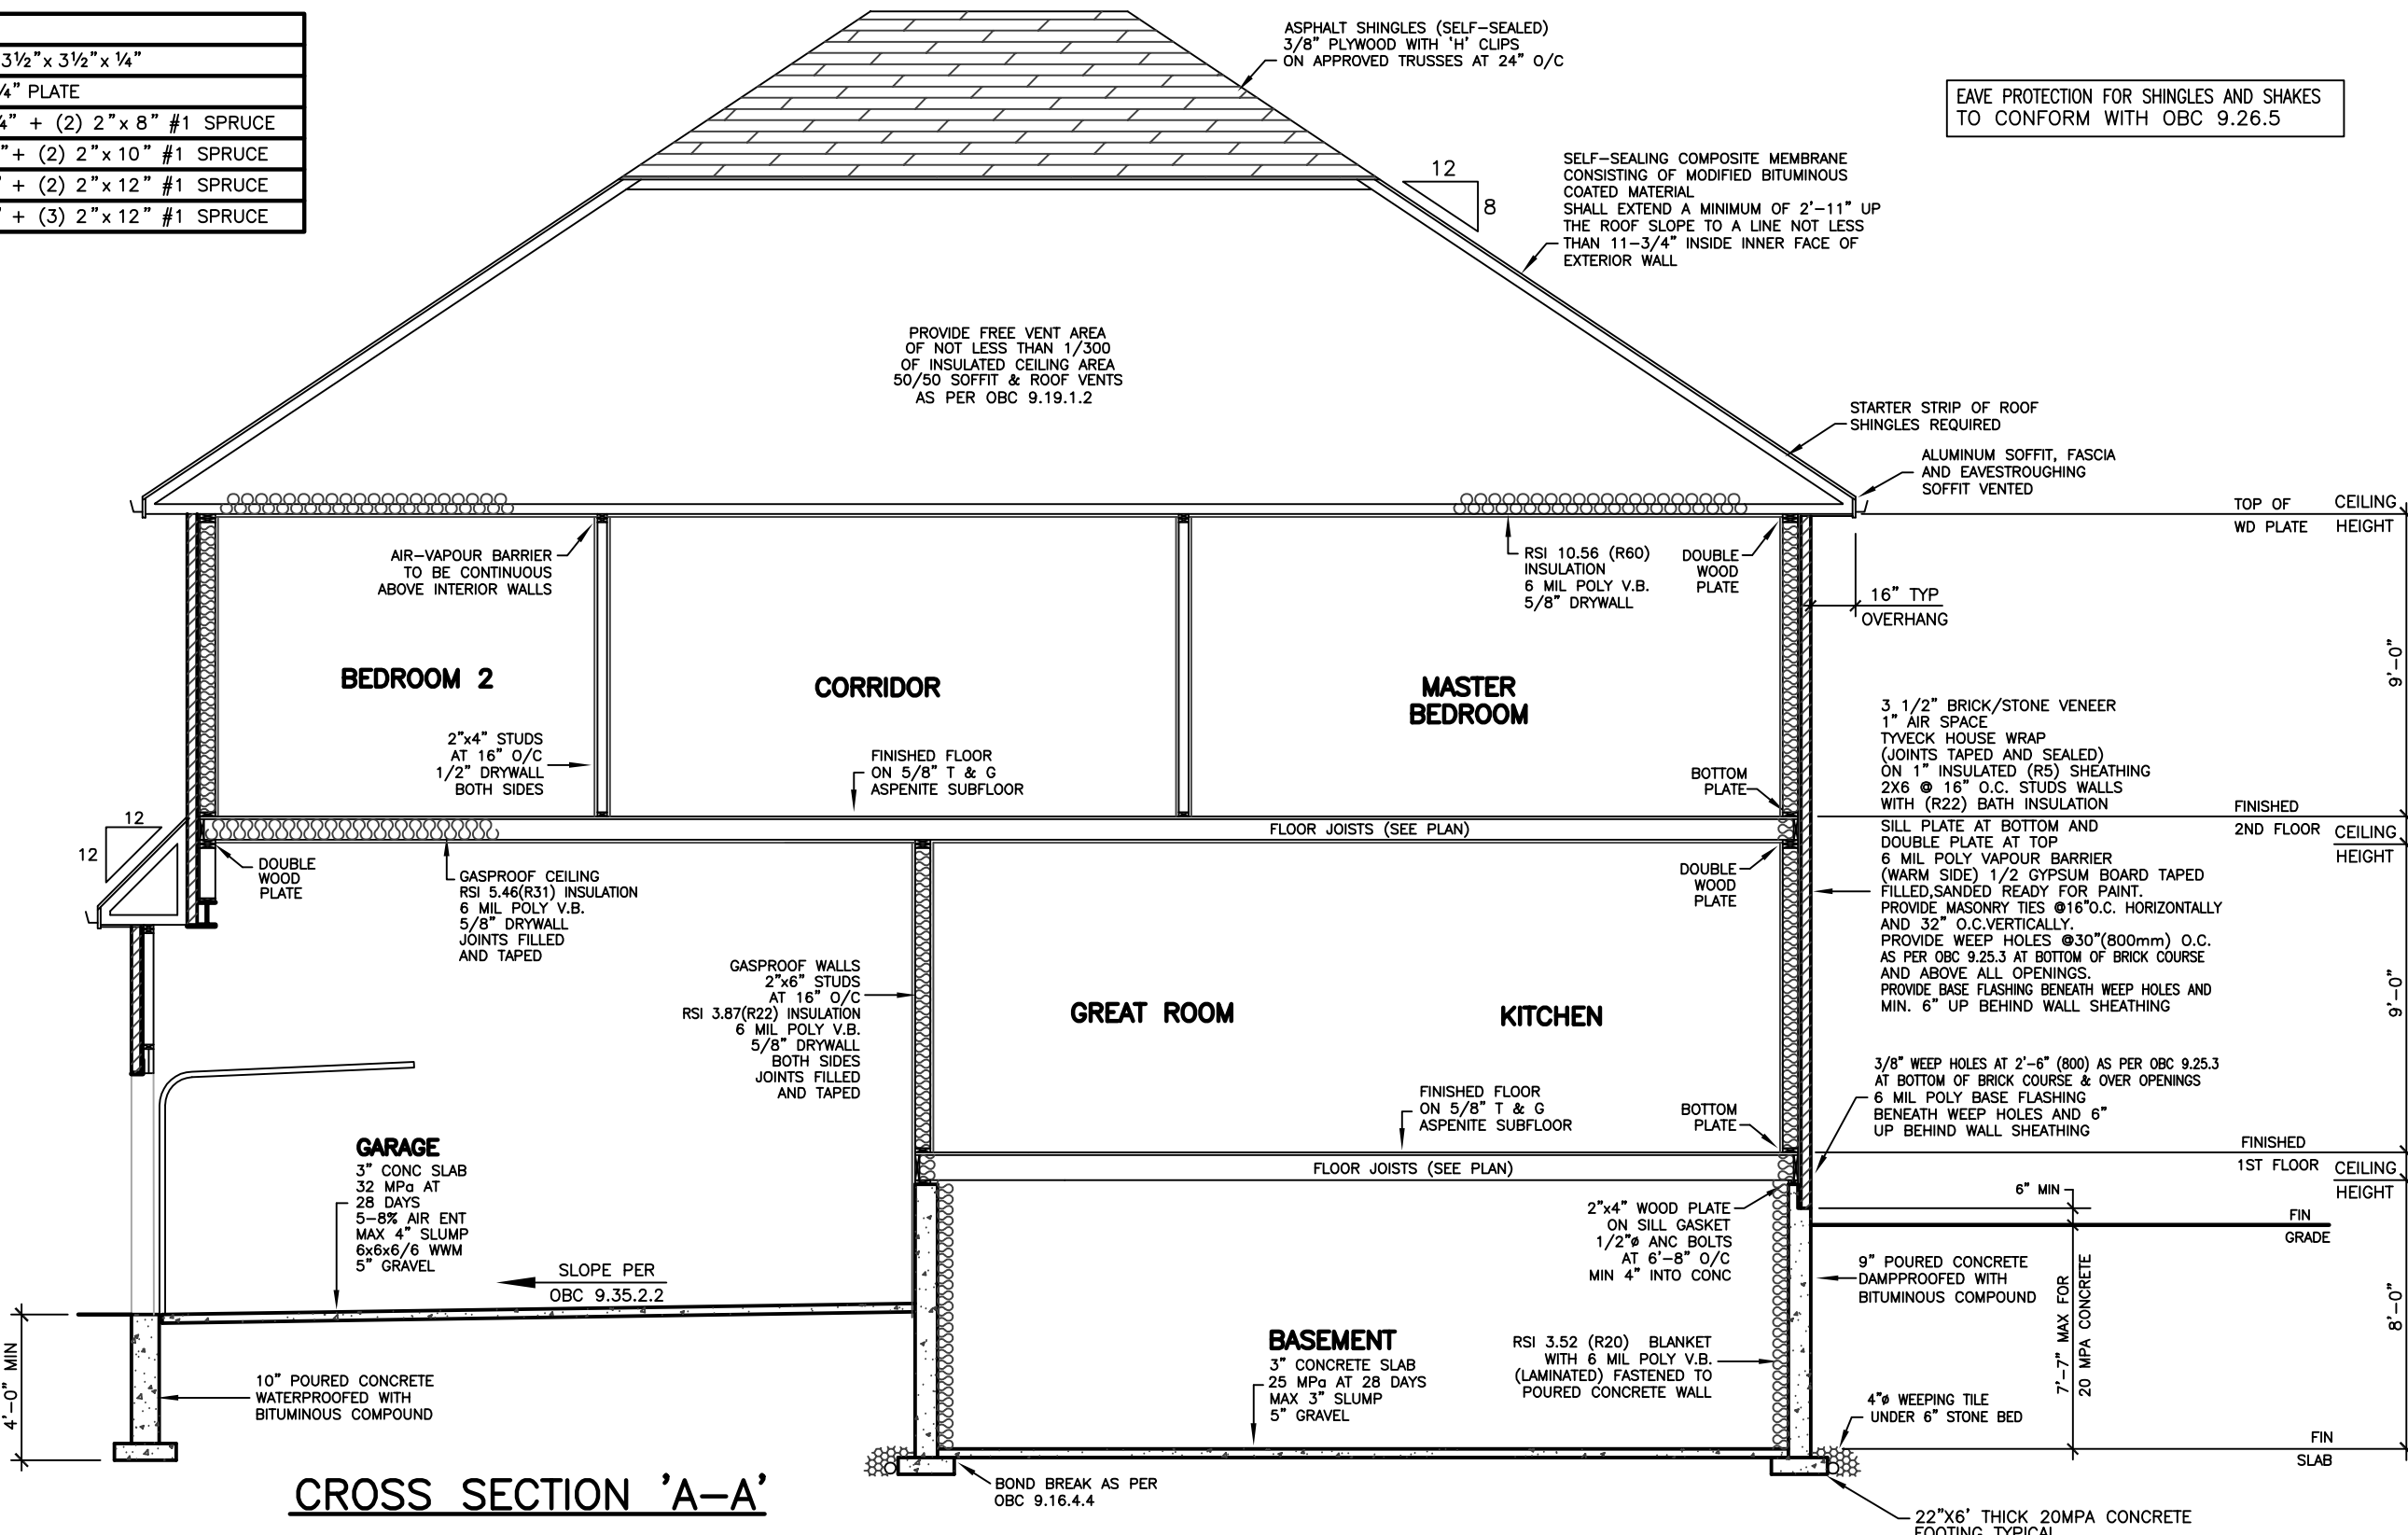 3½"x 3½"x ¼"
PLATE
+ (2) 2"x 8" #1 SPRUCE
+ (2) 2"x 10" #1 SPRUCE
+ (2) 2"x 12" #1 SPRUCE
+ (3) 2"x 12" #1 SPRUCE
ASPHALT SHINGLES (SELF-SEALED)
3/8" PLYWOOD WITH 'H' CLIPS
ON APPROVED TRUSSES AT 24" O/C
EAVE PROTECTION FOR SHINGLES AND SHAKES
TO CONFORM WITH OBC 9.26.5
12
8
SELF-SEALING COMPOSITE MEMBRANE
CONSISTING OF MODIFIED BITUMINOUS
COATED MATERIAL
SHALL EXTEND A MINIMUM OF 2'-11" UP
THE ROOF SLOPE TO A LINE NOT LESS
THAN 11-3/4" INSIDE INNER FACE OF
EXTERIOR WALL
PROVIDE FREE VENT AREA
OF NOT LESS THAN 1/300
OF INSULATED CEILING AREA
50/50 SOFFIT & ROOF VENTS
AS PER OBC 9.19.1.2
STARTER STRIP OF ROOF
SHINGLES REQUIRED
ALUMINUM SOFFIT, FASCIA
AND EAVESTROUGHING
SOFFIT VENTED
TOP OF
WD PLATE
CEILING
HEIGHT
AIR-VAPOUR BARRIER
TO BE CONTINUOUS
ABOVE INTERIOR WALLS
RSI 10.56 (R60)
INSULATION
6 MIL POLY V.B.
5/8" DRYWALL
DOUBLE
WOOD
PLATE
16" TYP
OVERHANG
9'-0"
BEDROOM 2
CORRIDOR
MASTER
BEDROOM
2"x4" STUDS
AT 16" O/C
1/2" DRYWALL
BOTH SIDES
FINISHED FLOOR
ON 5/8" T & G
ASPENITE SUBFLOOR
BOTTOM
PLATE
3 1/2" BRICK/STONE VENEER
1" AIR SPACE
TYVECK HOUSE WRAP
(JOINTS TAPED AND SEALED)
ON 1" INSULATED (R5) SHEATHING
2X6 @ 16" O.C. STUDS WALLS
WITH (R22) BATH INSULATION
SILL PLATE AT BOTTOM AND
DOUBLE PLATE AT TOP
6 MIL POLY VAPOUR BARRIER
(WARM SIDE) 1/2 GYPSUM BOARD TAPED
FILLED,SANDED READY FOR PAINT.
PROVIDE MASONRY TIES @16"O.C. HORIZONTALLY
AND 32" O.C.VERTICALLY.
PROVIDE WEEP HOLES @30"(800mm) O.C.
AS PER OBC 9.25.3 AT BOTTOM OF BRICK COURSE
AND ABOVE ALL OPENINGS.
PROVIDE BASE FLASHING BENEATH WEEP HOLES AND
MIN. 6" UP BEHIND WALL SHEATHING
FINISHED
2ND FLOOR
CEILING
HEIGHT
FLOOR JOISTS (SEE PLAN)
12
12
DOUBLE
WOOD
PLATE
GASPROOF CEILING
RSI 5.46(R31) INSULATION
6 MIL POLY V.B.
5/8" DRYWALL
JOINTS FILLED
AND TAPED
DOUBLE
WOOD
PLATE
GASPROOF WALLS
2"x6" STUDS
AT 16" O/C
RSI 3.87(R22) INSULATION
6 MIL POLY V.B.
5/8" DRYWALL
BOTH SIDES
JOINTS FILLED
AND TAPED
GREAT ROOM
KITCHEN
9'-0"
3/8" WEEP HOLES AT 2'-6" (800) AS PER OBC 9.25.3
AT BOTTOM OF BRICK COURSE & OVER OPENINGS
6 MIL POLY BASE FLASHING
BENEATH WEEP HOLES AND 6"
UP BEHIND WALL SHEATHING
FINISHED FLOOR
ON 5/8" T & G
ASPENITE SUBFLOOR
BOTTOM
PLATE
FINISHED
1ST FLOOR
CEILING
HEIGHT
FLOOR JOISTS (SEE PLAN)
GARAGE
3" CONC SLAB
32 MPa AT
28 DAYS
5-8% AIR ENT
MAX 4" SLUMP
6x6x6/6 WWM
5" GRAVEL
SLOPE PER
OBC 9.35.2.2
2"x4" WOOD PLATE
ON SILL GASKET
1/2"ø ANC BOLTS
AT 6'-8" O/C
MIN 4" INTO CONC
6" MIN
FIN
GRADE
9" POURED CONCRETE
DAMPPROOFED WITH
BITUMINOUS COMPOUND
7'-7" MAX FOR
20 MPA CONCRETE
8'-0"
4'-0" MIN
10" POURED CONCRETE
WATERPROOFED WITH
BITUMINOUS COMPOUND
BASEMENT
3" CONCRETE SLAB
25 MPa AT 28 DAYS
MAX 3" SLUMP
5" GRAVEL
RSI 3.52 (R20) BLANKET
WITH 6 MIL POLY V.B.
(LAMINATED) FASTENED TO
POURED CONCRETE WALL
4"ø WEEPING TILE
UNDER 6" STONE BED
FIN
SLAB
BOND BREAK AS PER
OBC 9.16.4.4
22"X6' THICK 20MPA CONCRETE
FOOTING TYPICAL
CROSS SECTION 'A-A'